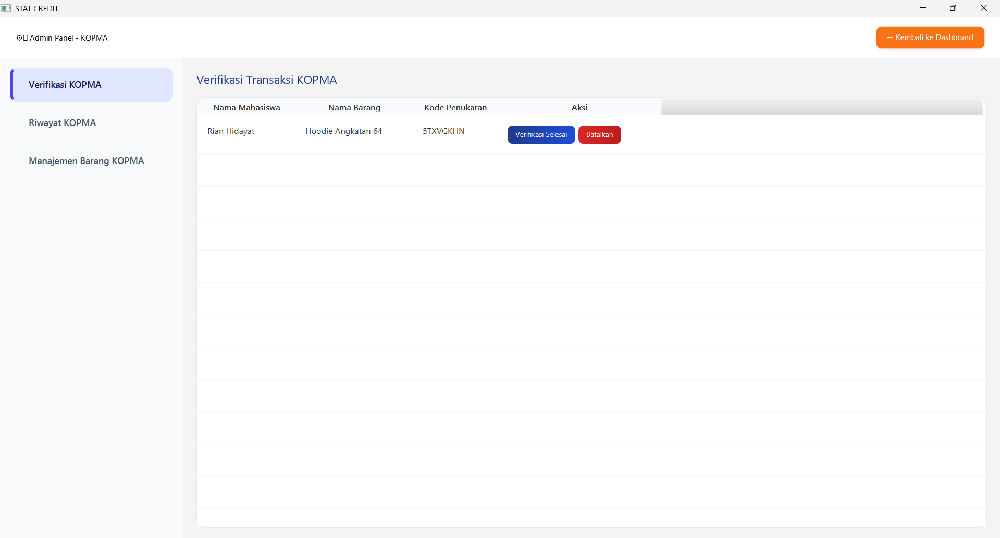 STAT CREDIT
⚙▯ Admin Panel - KOPMA
← Kembali ke Dashboard
Verifikasi KOPMA
Riwayat KOPMA
Manajemen Barang KOPMA
Verifikasi Transaksi KOPMA
Nama Mahasiswa Nama Barang Kode Penukaran Aksi
Rian Hidayat Hoodie Angkatan 64 5TXVGKHN Verifikasi Selesai Batalkan